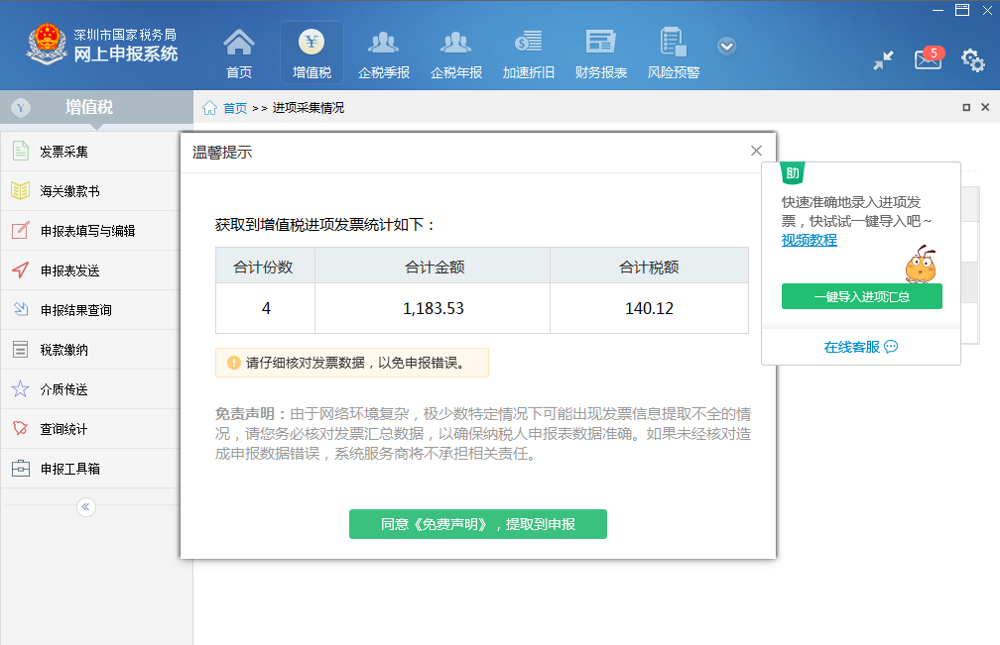 深圳市国家税务局
网上申报系统
首页
增值税
企税季报
企税年报
加速折旧
财务报表
风险预警
5
增值税
首页 >> 进项采集情况
发票采集
海关缴款书
申报表填写与编辑
申报表发送
申报结果查询
税款缴纳
介质传送
查询统计
申报工具箱
温馨提示
获取到增值税进项发票统计如下：
合计份数 合计金额 合计税额
4 1,183.53 140.12
请仔细核对发票数据，以免申报错误。
免责声明：由于网络环境复杂，极少数特定情况下可能出现发票信息提取不全的情
况，请您务必核对发票汇总数据，以确保纳税人申报表数据准确。如果未经核对造
成申报数据错误，系统服务商将不承担相关责任。
同意《免费声明》，提取到申报
助
快速准确地录入进项发
票，快试试一键导入吧～
视频教程
一键导入进项汇总
在线客服